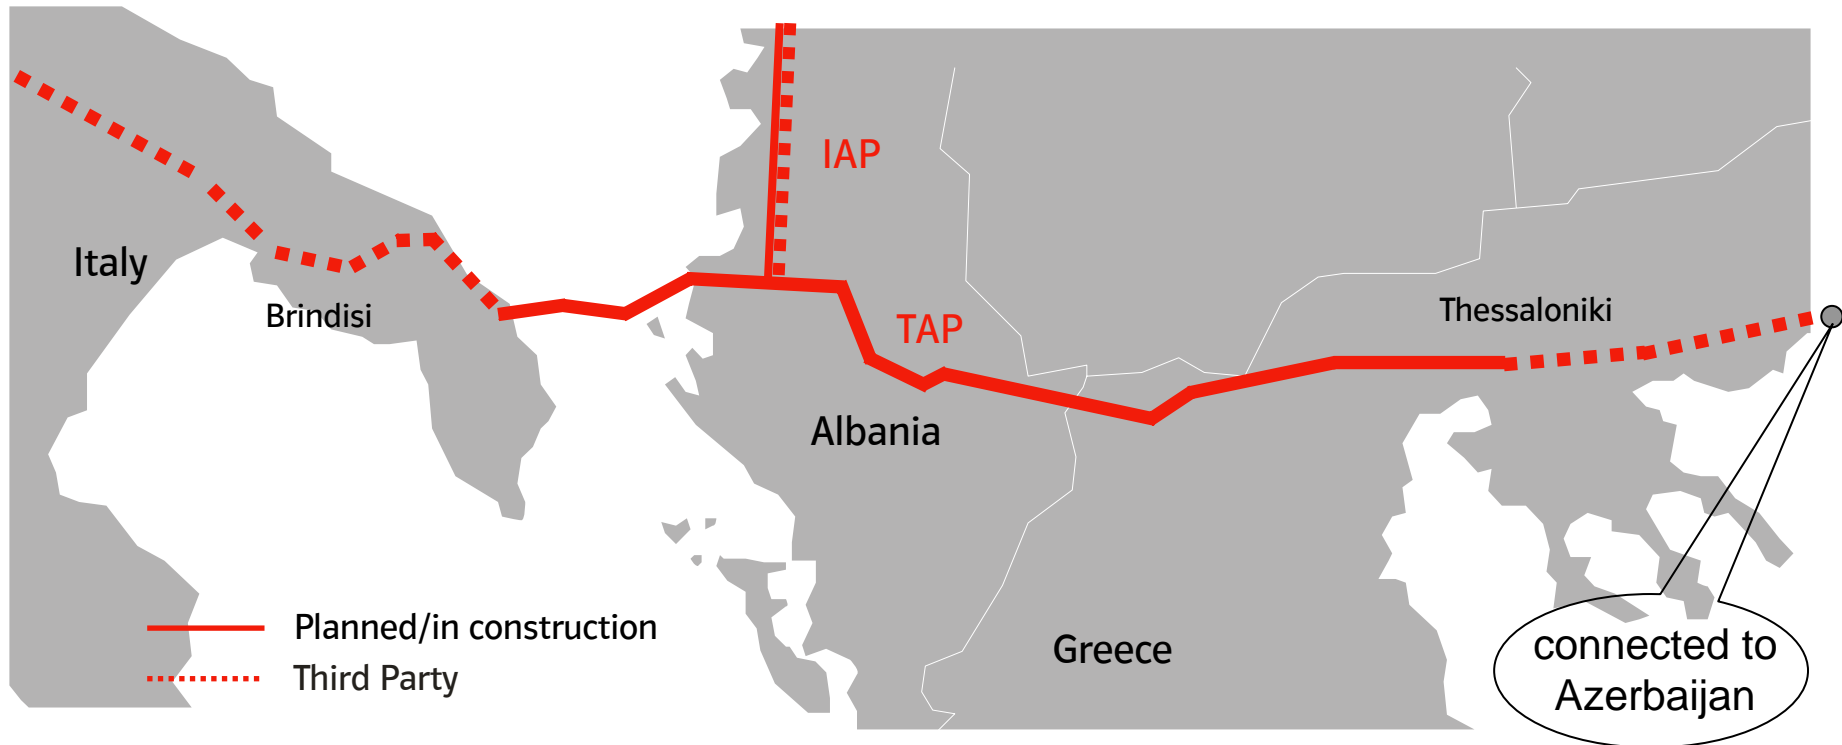 IAP
Italy
Brindisi
Thessaloniki
TAP
Albania
Planned/in construction
Third Party
Greece
connected to
Azerbaijan